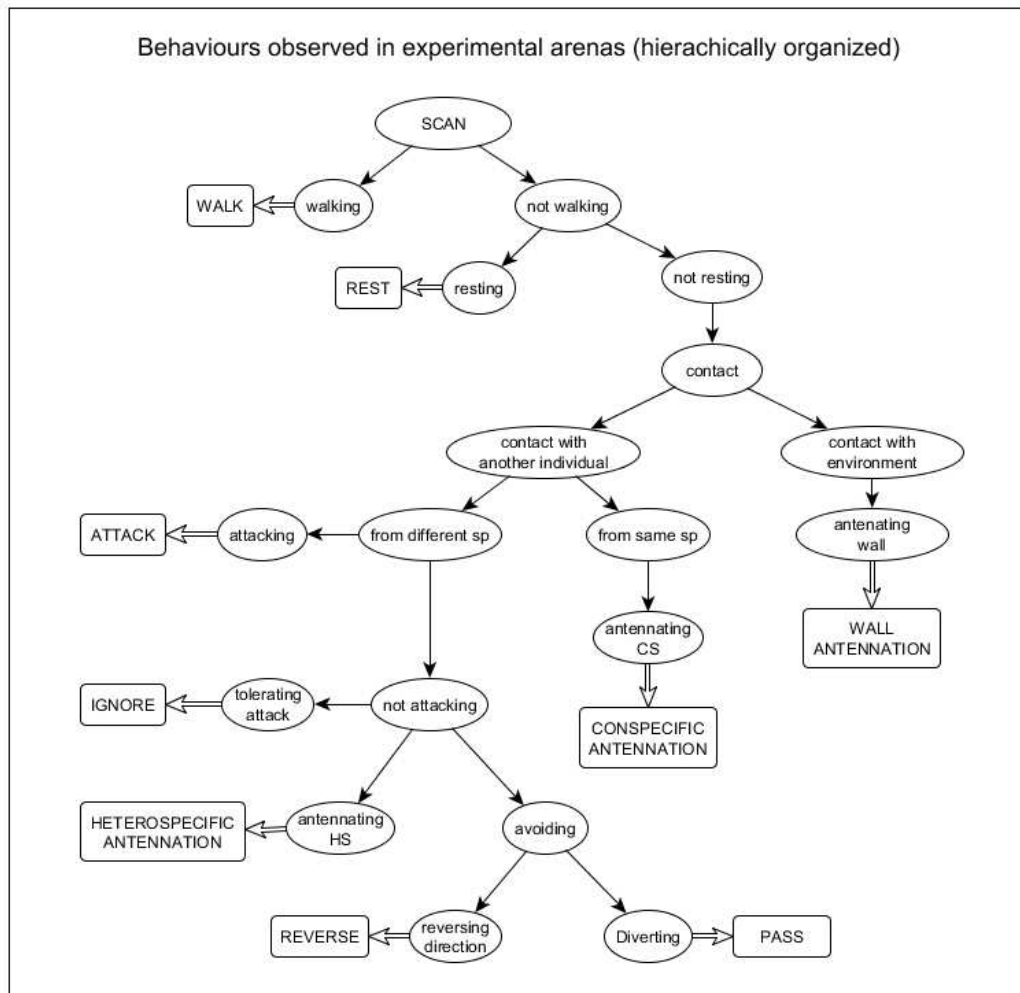 Behaviours observed in experimental arenas (hierachically organized)
SCAN
WALK
walking
not walking
REST
resting
not resting
contact
contact with
another individual
contact with
environment
ATTACK
attacking
from different sp
from same sp
antenating
wall
antennating
CS
WALL
ANTENNATION
IGNORE
tolerating
attack
not attacking
CONSPECIFIC
ANTENNATION
HETEROSPECIFIC
ANTENNATION
antennating
HS
avoiding
REVERSE
reversing
direction
Diverting
PASS